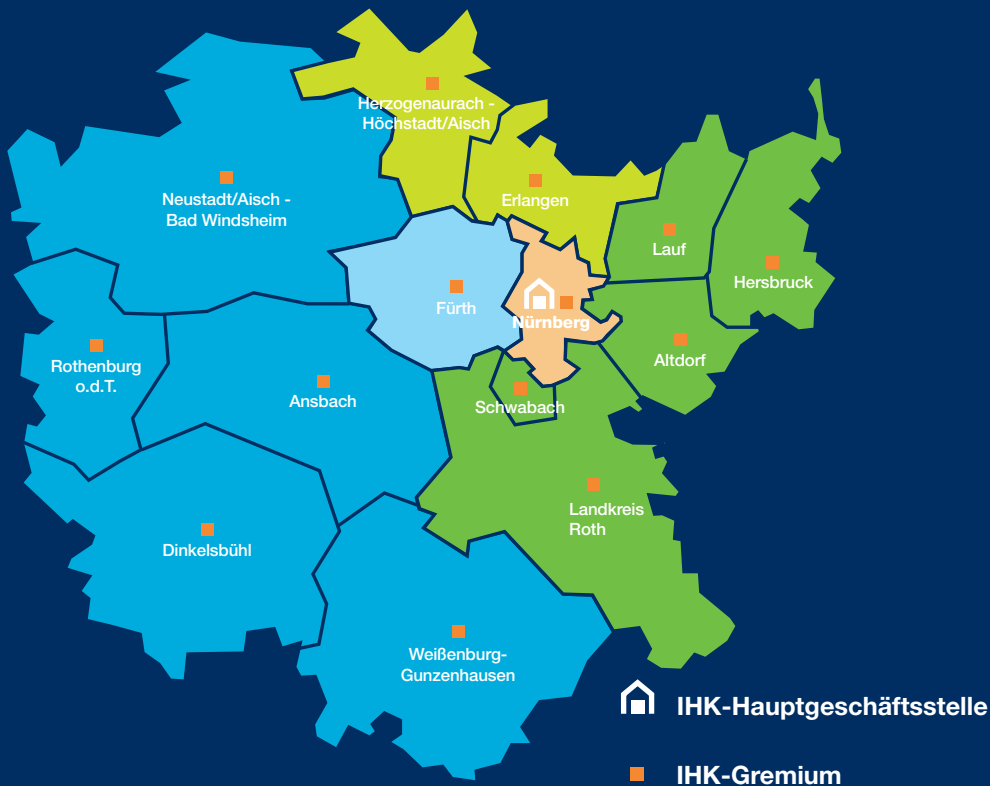 Herzogenaurach -
Höchstadt/Aisch
Neustadt/Aisch -
Bad Windsheim
Erlangen
Lauf
Hersbruck
Fürth
Nürnberg
Altdorf
Rothenburg
o.d.T.
Ansbach
Schwabach
Landkreis
Roth
Dinkelsbühl
Weißenburg-
Gunzenhausen
IHK-Hauptgeschäftsstelle
IHK-Gremium